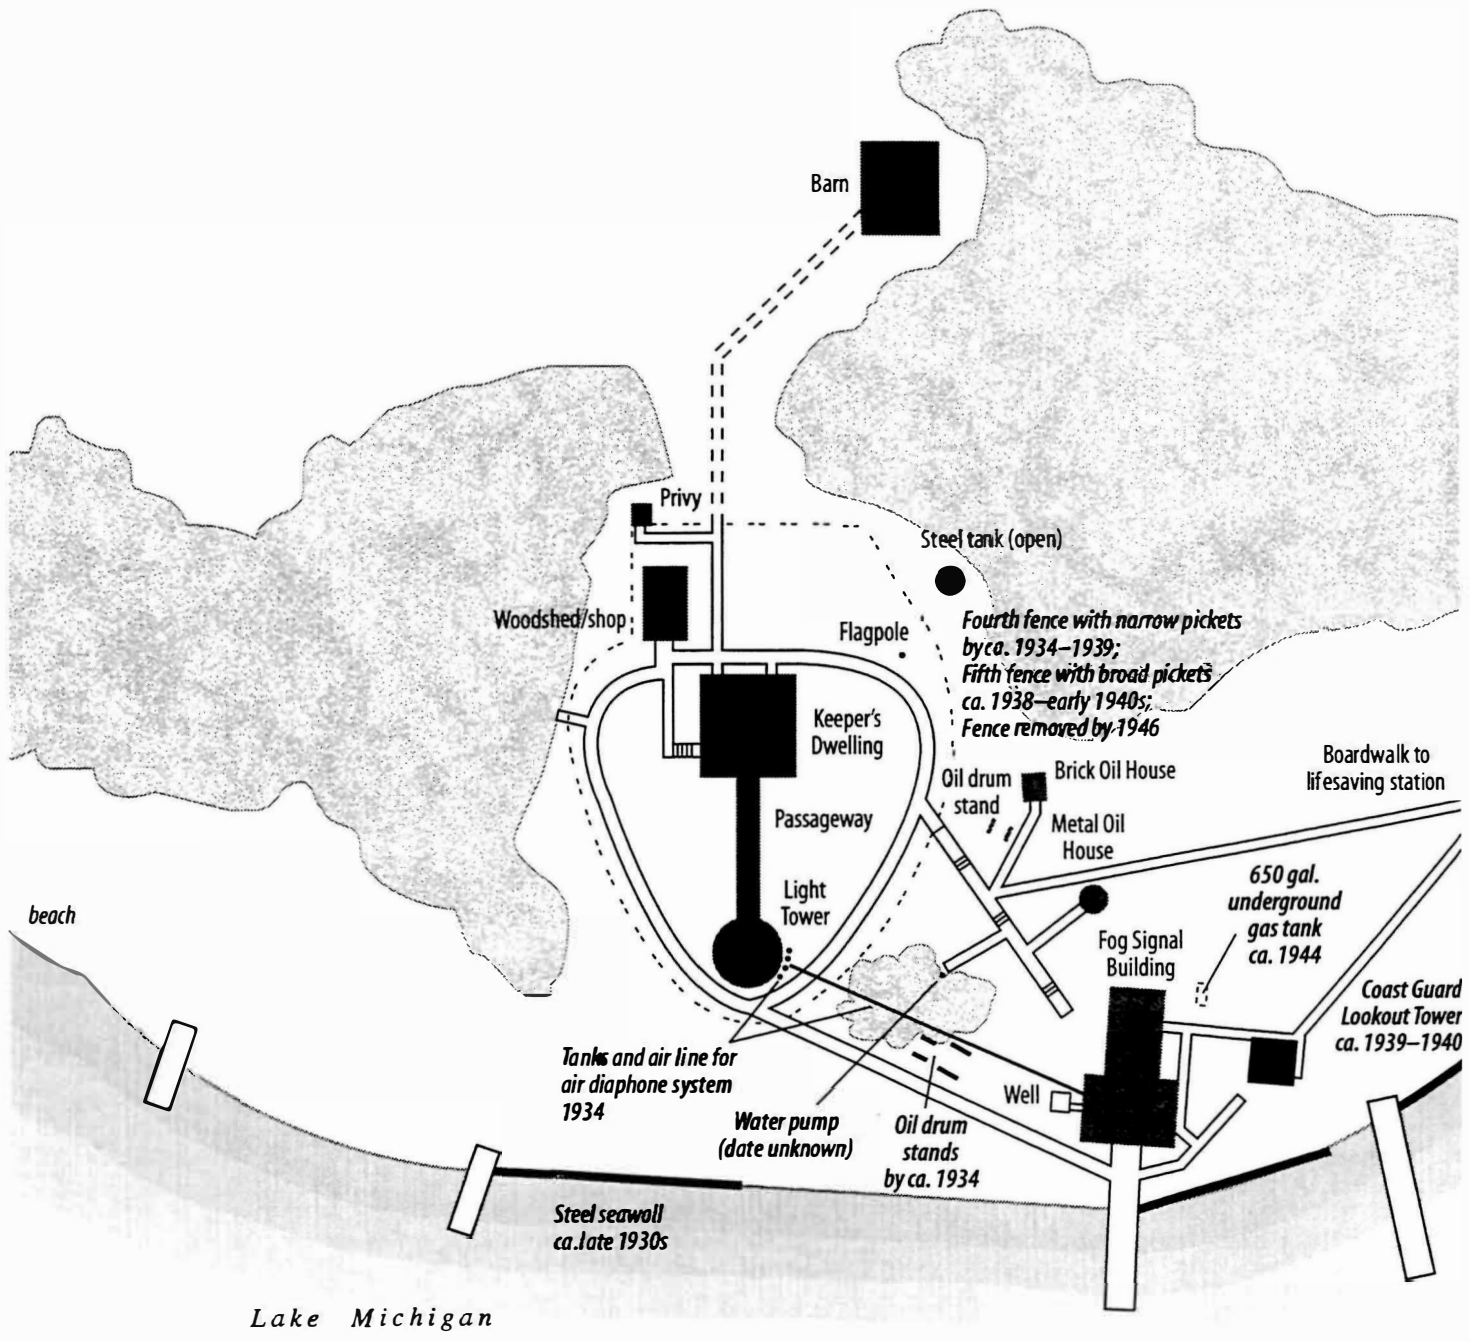 Barn
Privy
Steel tank (open)
Woodshed/shop
Flagpole
Fourth fence with narrow pickets
by ca. 1934–1939;
Fifth fence with broad pickets
ca. 1938–early 1940s;
Fence removed by 1946
Keeper's
Dwelling
Boardwalk to
lifesaving station
Oil drum
stand
Brick Oil House
Passageway
Metal Oil
House
650 gal.
underground
gas tank
ca. 1944
Light
Tower
beach
Fog Signal
Building
Coast Guard
Lookout Tower
ca. 1939–1940
Tanks and air line for
air diaphone system
1934
Well
Water pump
(date unknown)
Oil drum
stands
by ca. 1934
Steel seawall
ca. late 1930s
Lake Michigan